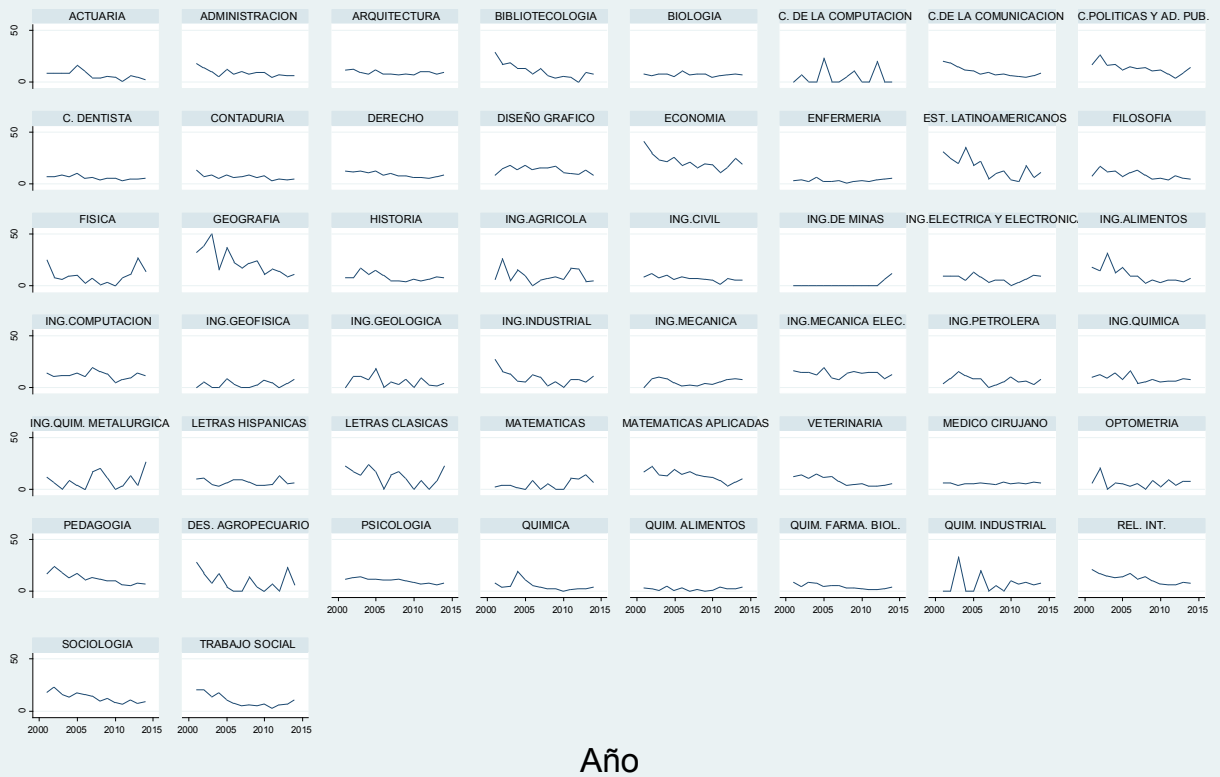 ACTUARIA ADMINISTRACION ARQUITECTURA BIBLIOTECOLOGIA BIOLOGIA C. DE LA COMPUTACION C.DE LA COMUNICACION C.POLITICAS Y AD. PUB.
50
0
C. DENTISTA CONTADURIA DERECHO DISEÑO GRAFICO ECONOMIA ENFERMERIA EST. LATINOAMERICANOS FILOSOFIA
50
0
FISICA GEOGRAFIA HISTORIA ING.AGRICOLA ING.CIVIL ING.DE MINAS ING.ELECTRICA Y ELECTRONIC ING.ALIMENTOS
50
0
ING.COMPUTACION ING.GEOFISICA ING.GEOLOGICA ING.INDUSTRIAL ING.MECANICA ING.MECANICA ELEC. ING.PETROLERA ING.QUIMICA
50
0
ING.QUIM. METALURGICA LETRAS HISPANICAS LETRAS CLASICAS MATEMATICAS MATEMATICAS APLICADAS VETERINARIA MEDICO CIRUJANO OPTOMETRIA
50
0
PEDAGOGIA DES. AGROPECUARIO PSICOLOGIA QUIMICA QUIM. ALIMENTOS QUIM. FARMA. BIOL. QUIM. INDUSTRIAL REL. INT.
50
0
2000 2005 2010 2015 2000 2005 2010 2015 2000 2005 2010 2015 2000 2005 2010 2015 2000 2005 2010 2015 2000 2005 2010 2015
SOCIOLOGIA TRABAJO SOCIAL
50
0
2000 2005 2010 2015 2000 2005 2010 2015
Año